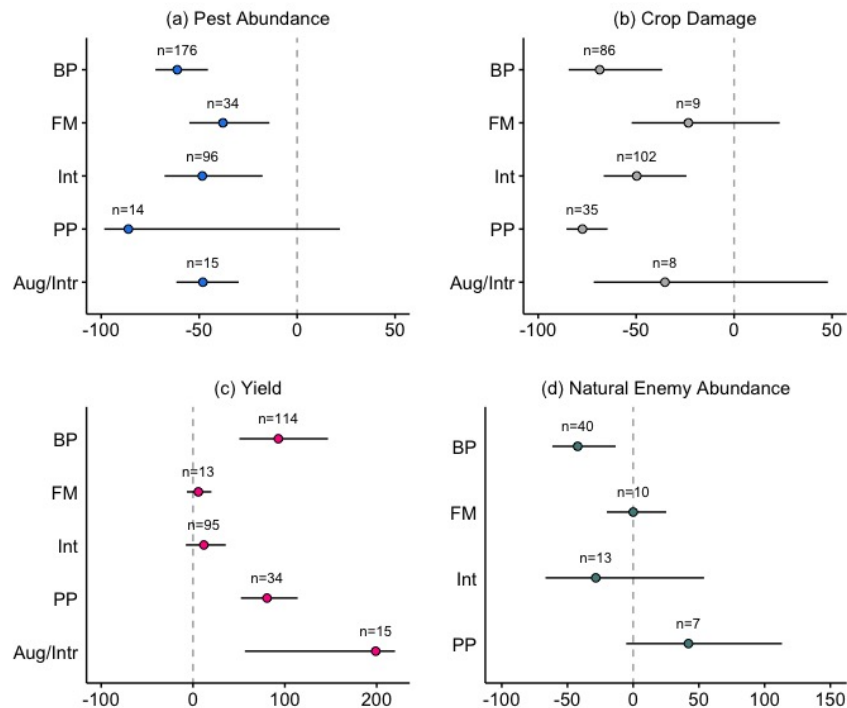 (a) Pest Abundance
BP
n=176
FM
n=34
Int
n=96
PP
n=14
Aug/Intr
n=15
-100 -50 0 50
(b) Crop Damage
BP
n=86
FM
n=9
Int
n=102
PP
n=35
Aug/Intr
n=8
-100 -50 0 50
(c) Yield
BP
n=114
FM
n=13
Int
n=95
PP
n=34
Aug/Intr
n=15
-100 0 100 200
(d) Natural Enemy Abundance
BP
n=40
FM
n=10
Int
n=13
PP
n=7
-100 -50 0 50 100 150